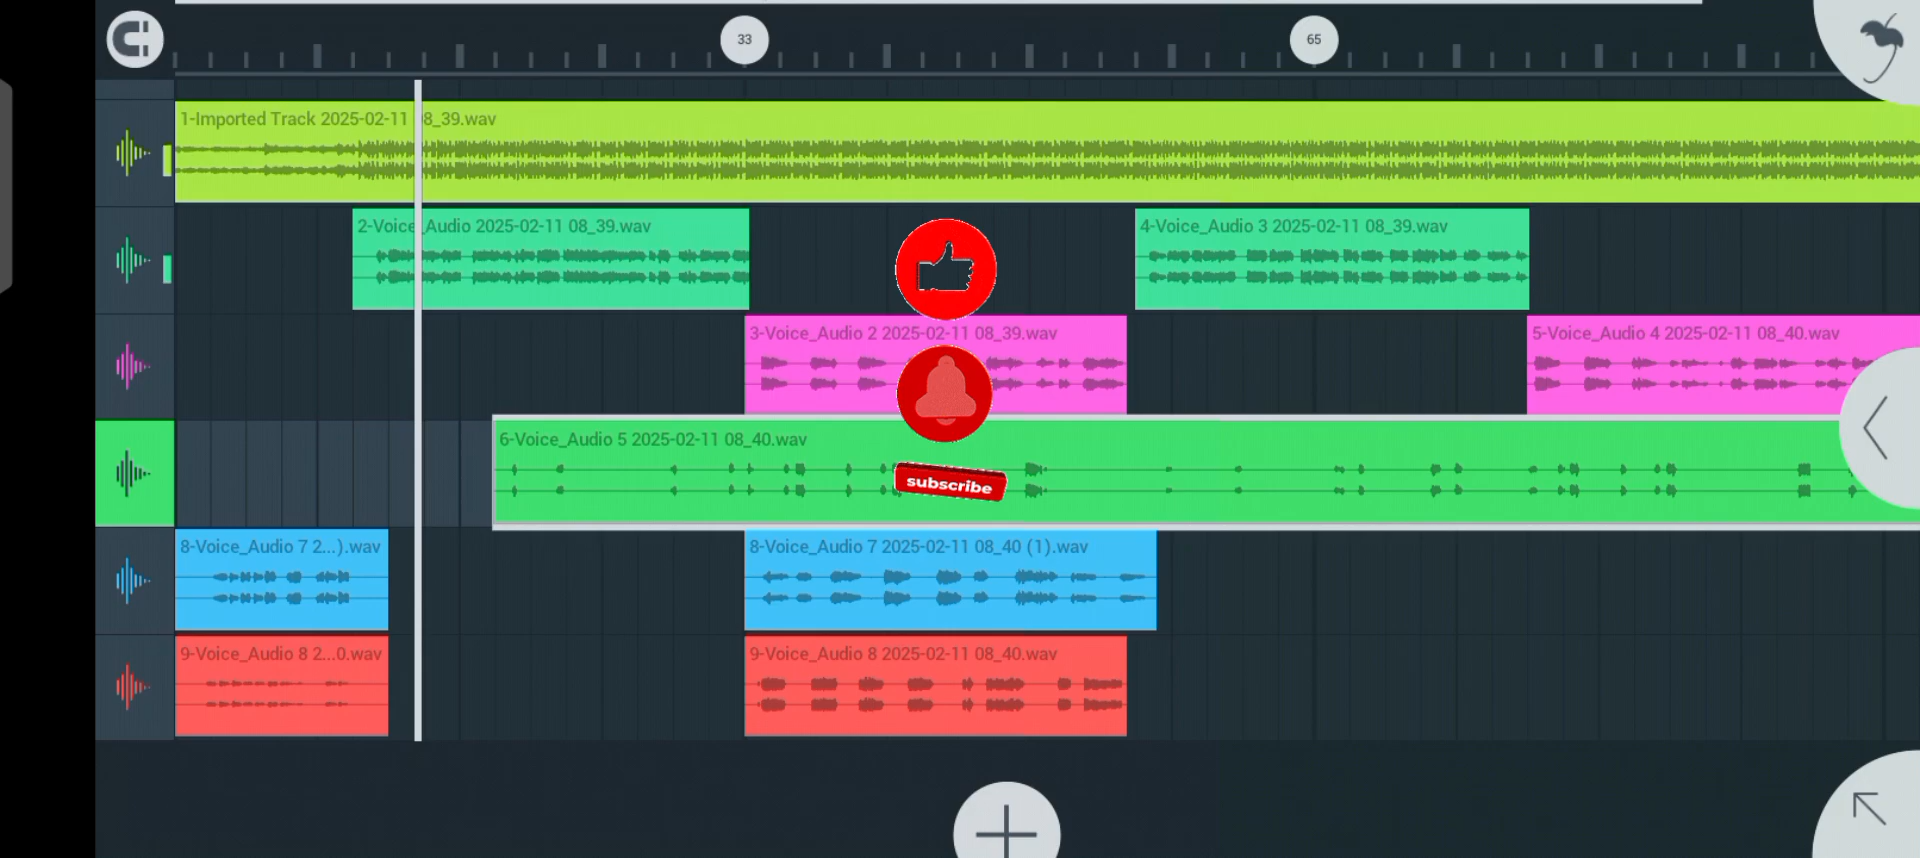 33
65
1-Imported Track 2025-02-11 08_39.wav
2-Voice_Audio 2025-02-11 08_39.wav
4-Voice_Audio 3 2025-02-11 08_39.wav
3-Voice_Audio 2 2025-02-11 08_39.wav
5-Voice_Audio 4 2025-02-11 08_40.wav
6-Voice_Audio 5 2025-02-11 08_40.wav
subscribe
8-Voice_Audio 7 2...).wav
8-Voice_Audio 7 2025-02-11 08_40 (1).wav
9-Voice_Audio 8 2...0.wav
9-Voice_Audio 8 2025-02-11 08_40.wav